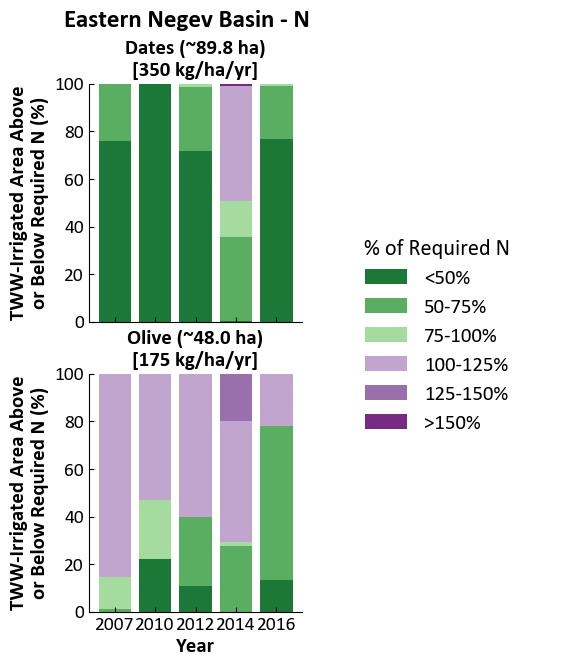 Eastern Negev Basin - N
Dates (~89.8 ha)
[350 kg/ha/yr]
TWW-Irrigated Area Above
or Below Required N (%)
100
80
60
40
20
0
Olive (~48.0 ha)
[175 kg/ha/yr]
TWW-Irrigated Area Above
or Below Required N (%)
100
80
60
40
20
0
2007 2010 2012 2014 2016
Year
% of Required N
<50%
50-75%
75-100%
100-125%
125-150%
>150%